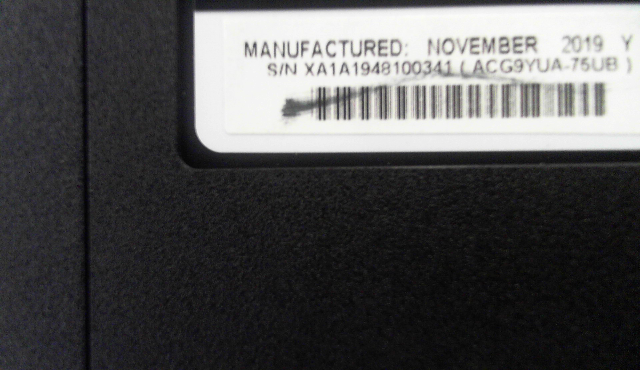 MANUFACTURED: NOVEMBER 2019 Y
S/N XA1A1948100341 ( ACG9YUA-75UB )